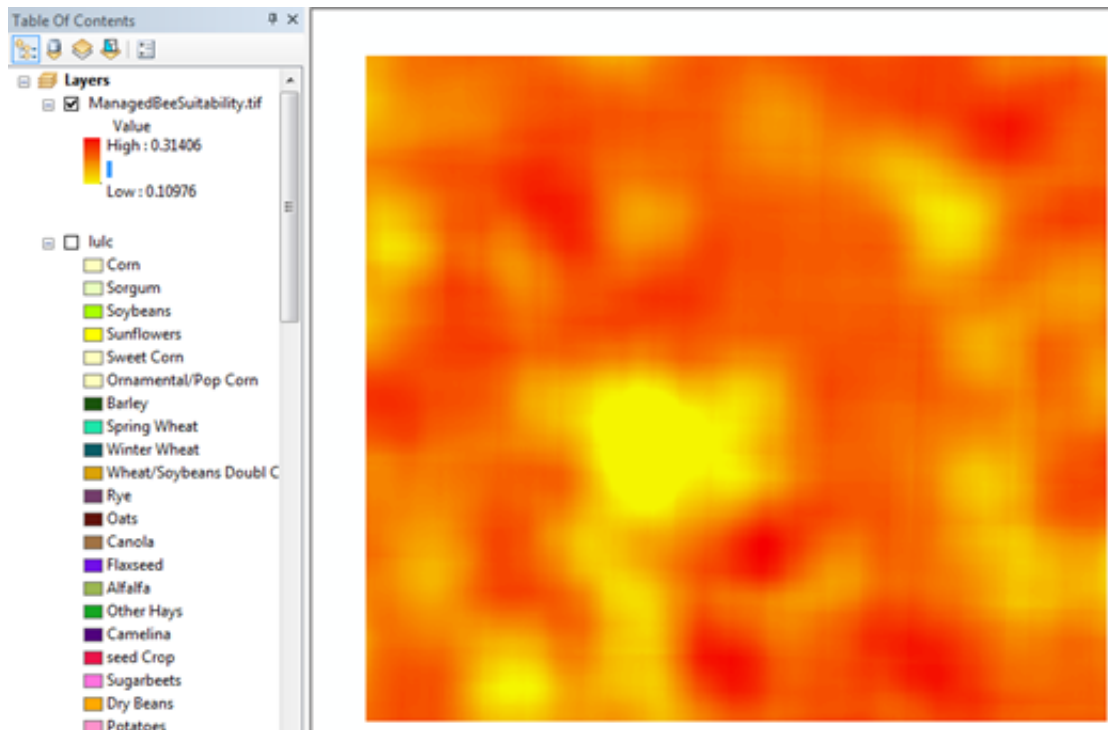 Table Of Contents
Layers
ManagedBeeSuitability.tif
Value
High : 0.31406
Low : 0.10976
lulc
Corn
Sorgum
Soybeans
Sunflowers
Sweet Corn
Ornamental/Pop Corn
Barley
Spring Wheat
Winter Wheat
Wheat/Soybeans Doubl C
Rye
Oats
Canola
Flaxseed
Alfalfa
Other Hays
Camelina
seed Crop
Sugarbeets
Dry Beans
Potatoes